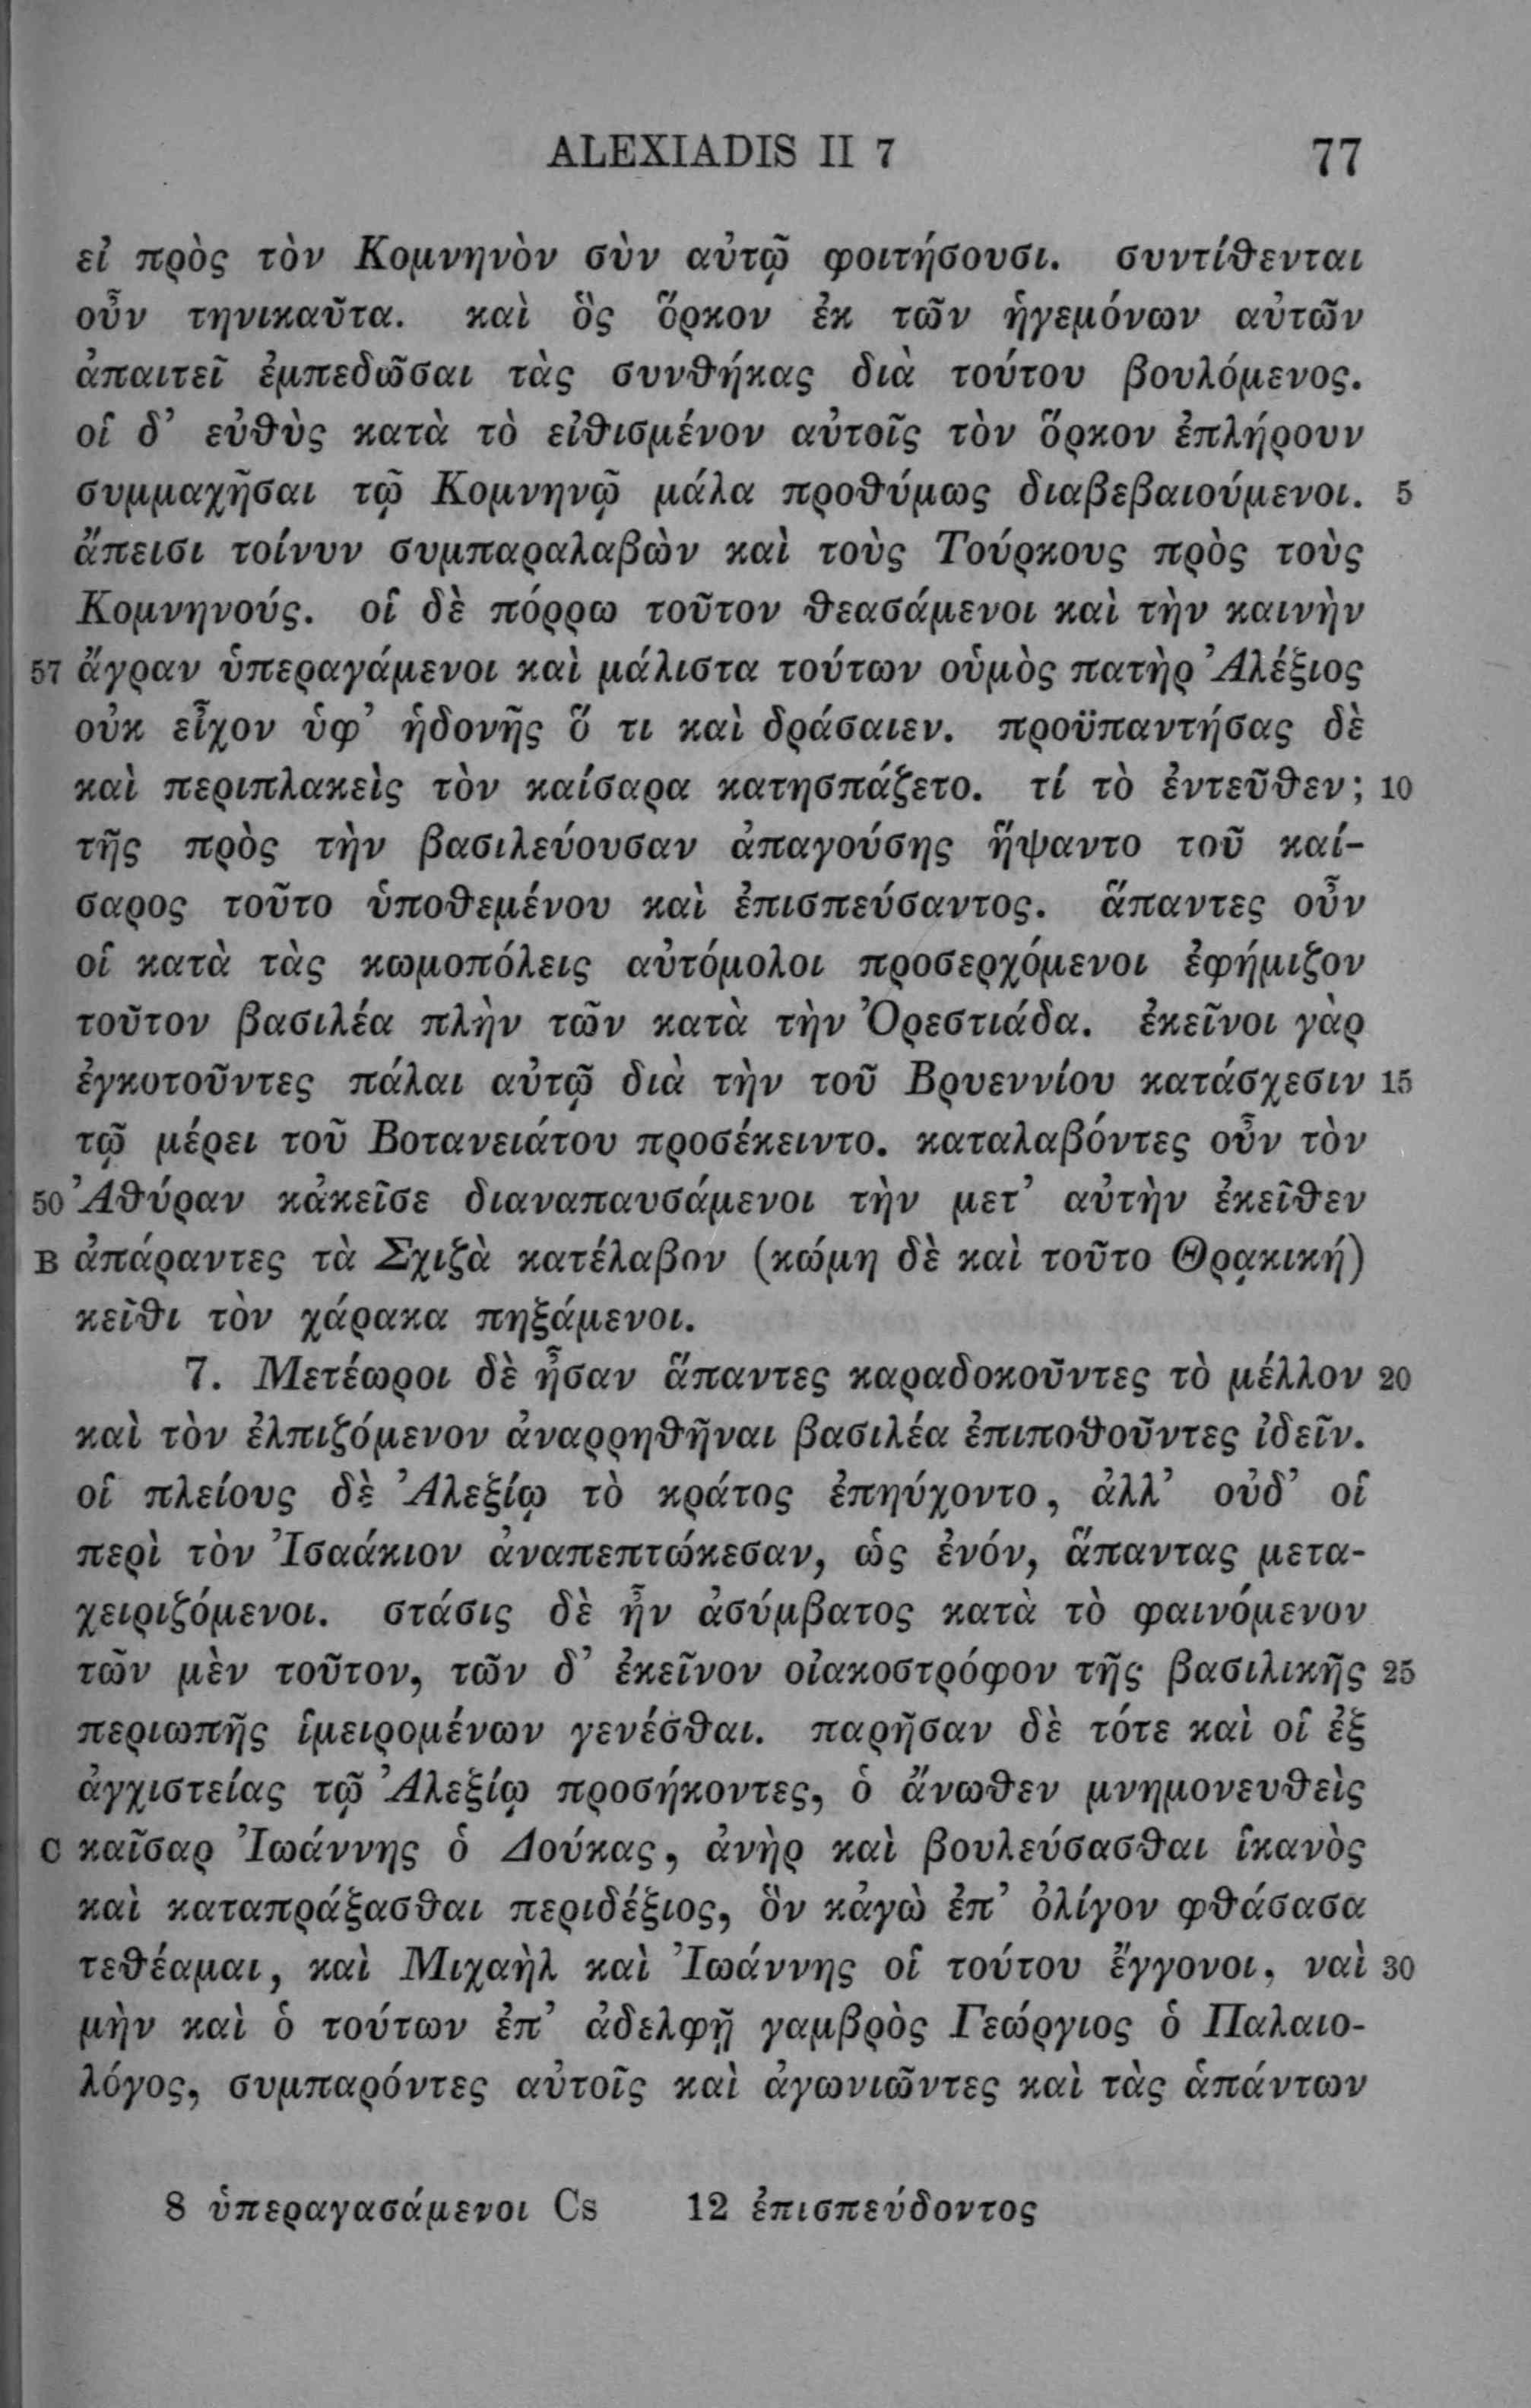 ALEXIADIS II 7 77
εἰ πρὸς τὸν Κομνηνὸν σὺν αὐτῷ φοιτήσουσι. συντίθενται
οὖν τηνικαῦτα. καὶ ὃς ὅρκον ἐκ τῶν ἡγεμόνων αὐτῶν
ἀπαιτεῖ ἐμπεδῶσαι τὰς συνθήκας διὰ τούτου βουλόμενος.
οἱ δ’ εὐθὺς κατὰ τὸ εἰθισμένον αὐτοῖς τὸν ὅρκον ἐπλήρουν
συμμαχῆσαι τῷ Κομνηνῷ μάλα προθύμως διαβεβαιούμενοι. 5
ἄπεισι τοίνυν συμπαραλαβὼν καὶ τοὺς Τούρκους πρὸς τοὺς
Κομνηνούς. οἱ δὲ πόρρω τοῦτον θεασάμενοι καὶ τὴν καινὴν
57 ἄγραν ὑπεραγάμενοι καὶ μάλιστα τούτων οὑμὸς πατὴρ Ἀλέξιος
οὐκ εἶχον ὑφ’ ἡδονῆς ὅ τι καὶ δράσαιεν. προϋπαντήσας δὲ
καὶ περιπλακεὶς τὸν καίσαρα κατησπάζετο. τί τὸ ἐντεῦθεν; 10
τῆς πρὸς τὴν βασιλεύουσαν ἀπαγούσης ἥψαντο τοῦ καί-
σαρος τοῦτο ὑποθεμένου καὶ ἐπισπεύσαντος. ἅπαντες οὖν
οἱ κατὰ τὰς κωμοπόλεις αὐτόμολοι προσερχόμενοι ἐφήμιζον
τοῦτον βασιλέα πλὴν τῶν κατὰ τὴν Ὀρεστιάδα. ἐκεῖνοι γὰρ
ἐγκοτοῦντες πάλαι αὐτῷ διὰ τὴν τοῦ Βρυεννίου κατάσχεσιν 15
τῷ μέρει τοῦ Βοτανειάτου προσέκειντο. καταλαβόντες οὖν τὸν
50 Ἀθύραν κἀκεῖσε διαναπαυσάμενοι τὴν μετ’ αὐτὴν ἐκεῖθεν
B ἀπάραντες τὰ Σχιζὰ κατέλαβον (κώμη δὲ καὶ τοῦτο Θρᾳκική)
κεῖθι τὸν χάρακα πηξάμενοι.
7. Μετέωροι δὲ ἦσαν ἅπαντες καραδοκοῦντες τὸ μέλλον 20
καὶ τὸν ἐλπιζόμενον ἀναρρηθῆναι βασιλέα ἐπιποθοῦντες ἰδεῖν.
οἱ πλείους δὲ Ἀλεξίῳ τὸ κράτος ἐπηύχοντο, ἀλλ’ οὐδ’ οἱ
περὶ τὸν Ἰσαάκιον ἀναπεπτώκεσαν, ὡς ἐνόν, ἅπαντας μετα-
χειριζόμενοι. στάσις δὲ ἦν ἀσύμβατος κατὰ τὸ φαινόμενον
τῶν μὲν τοῦτον, τῶν δ’ ἐκεῖνον οἰακοστρόφον τῆς βασιλικῆς 25
περιωπῆς ἱμειρομένων γενέσθαι. παρῆσαν δὲ τότε καὶ οἱ ἐξ
ἀγχιστείας τῷ Ἀλεξίῳ προσήκοντες, ὁ ἄνωθεν μνημονευθεὶς
C καῖσαρ Ἰωάννης ὁ Δούκας, ἀνὴρ καὶ βουλεύσασθαι ἱκανὸς
καὶ καταπράξασθαι περιδέξιος, ὃν κἀγὼ ἐπ’ ὀλίγον φθάσασα
τεθέαμαι, καὶ Μιχαὴλ καὶ Ἰωάννης οἱ τούτου ἔγγονοι, ναὶ 30
μὴν καὶ ὁ τούτων ἐπ’ ἀδελφῇ γαμβρὸς Γεώργιος ὁ Παλαιο-
λόγος, συμπαρόντες αὐτοῖς καὶ ἀγωνιῶντες καὶ τὰς ἁπάντων
8 ὑπεραγασάμενοι Cs 12 ἐπισπεύδοντος